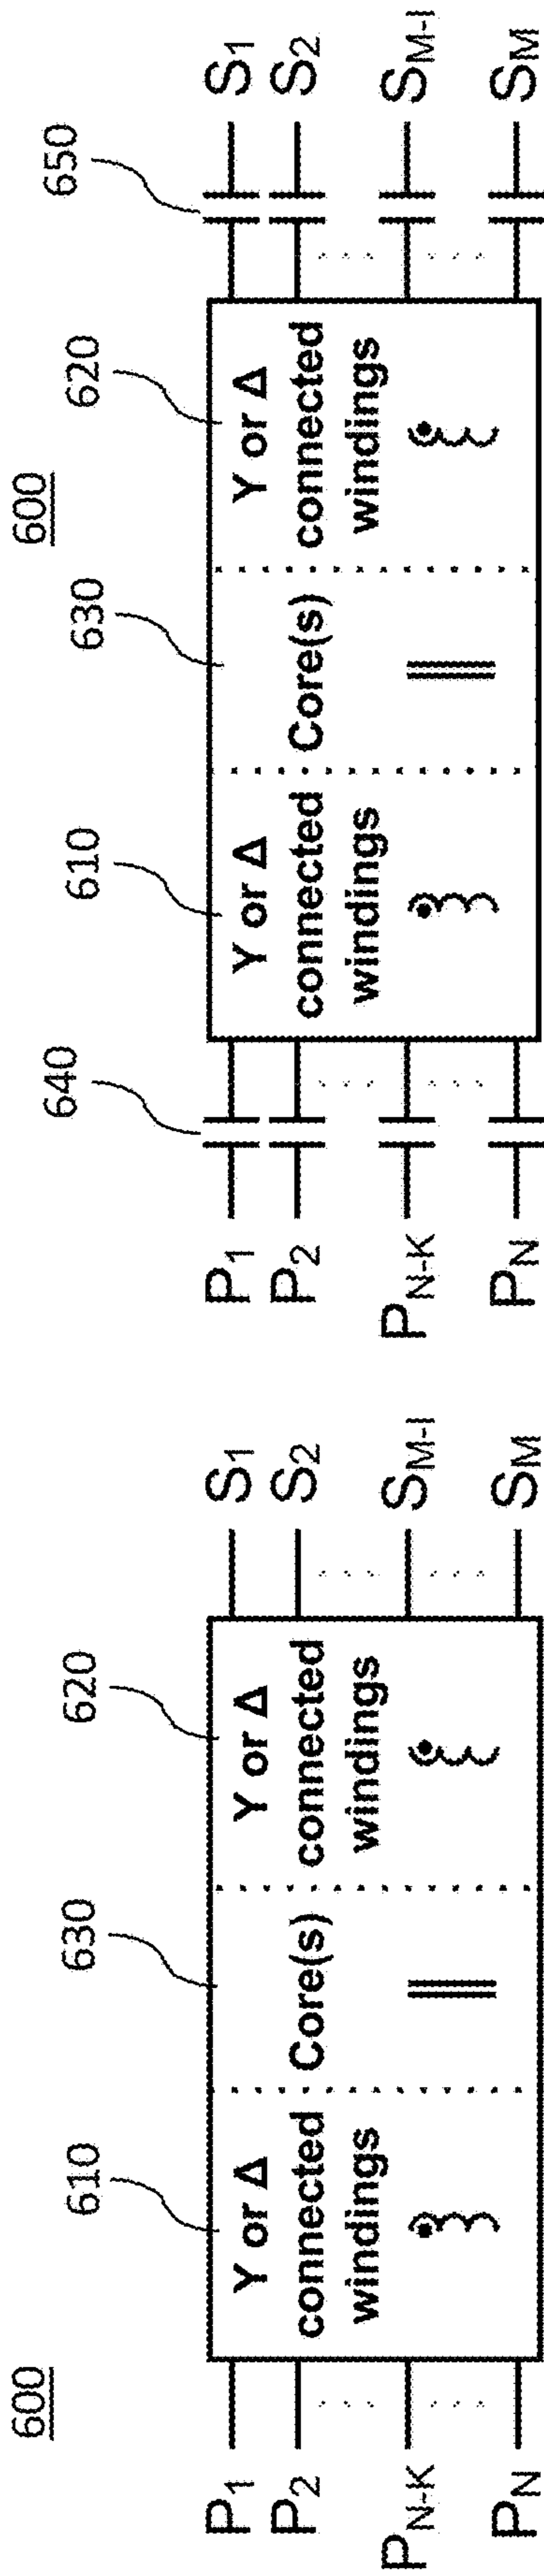 600
610
630
620
P1
P2
PN-K
PN
Y or Δ
connected
windings
Core(s)
Y or Δ
connected
windings
S1
S2
SM-I
SM
600
640
610
630
620
650
P1
P2
PN-K
PN
Y or Δ
connected
windings
Core(s)
Y or Δ
connected
windings
S1
S2
SM-I
SM